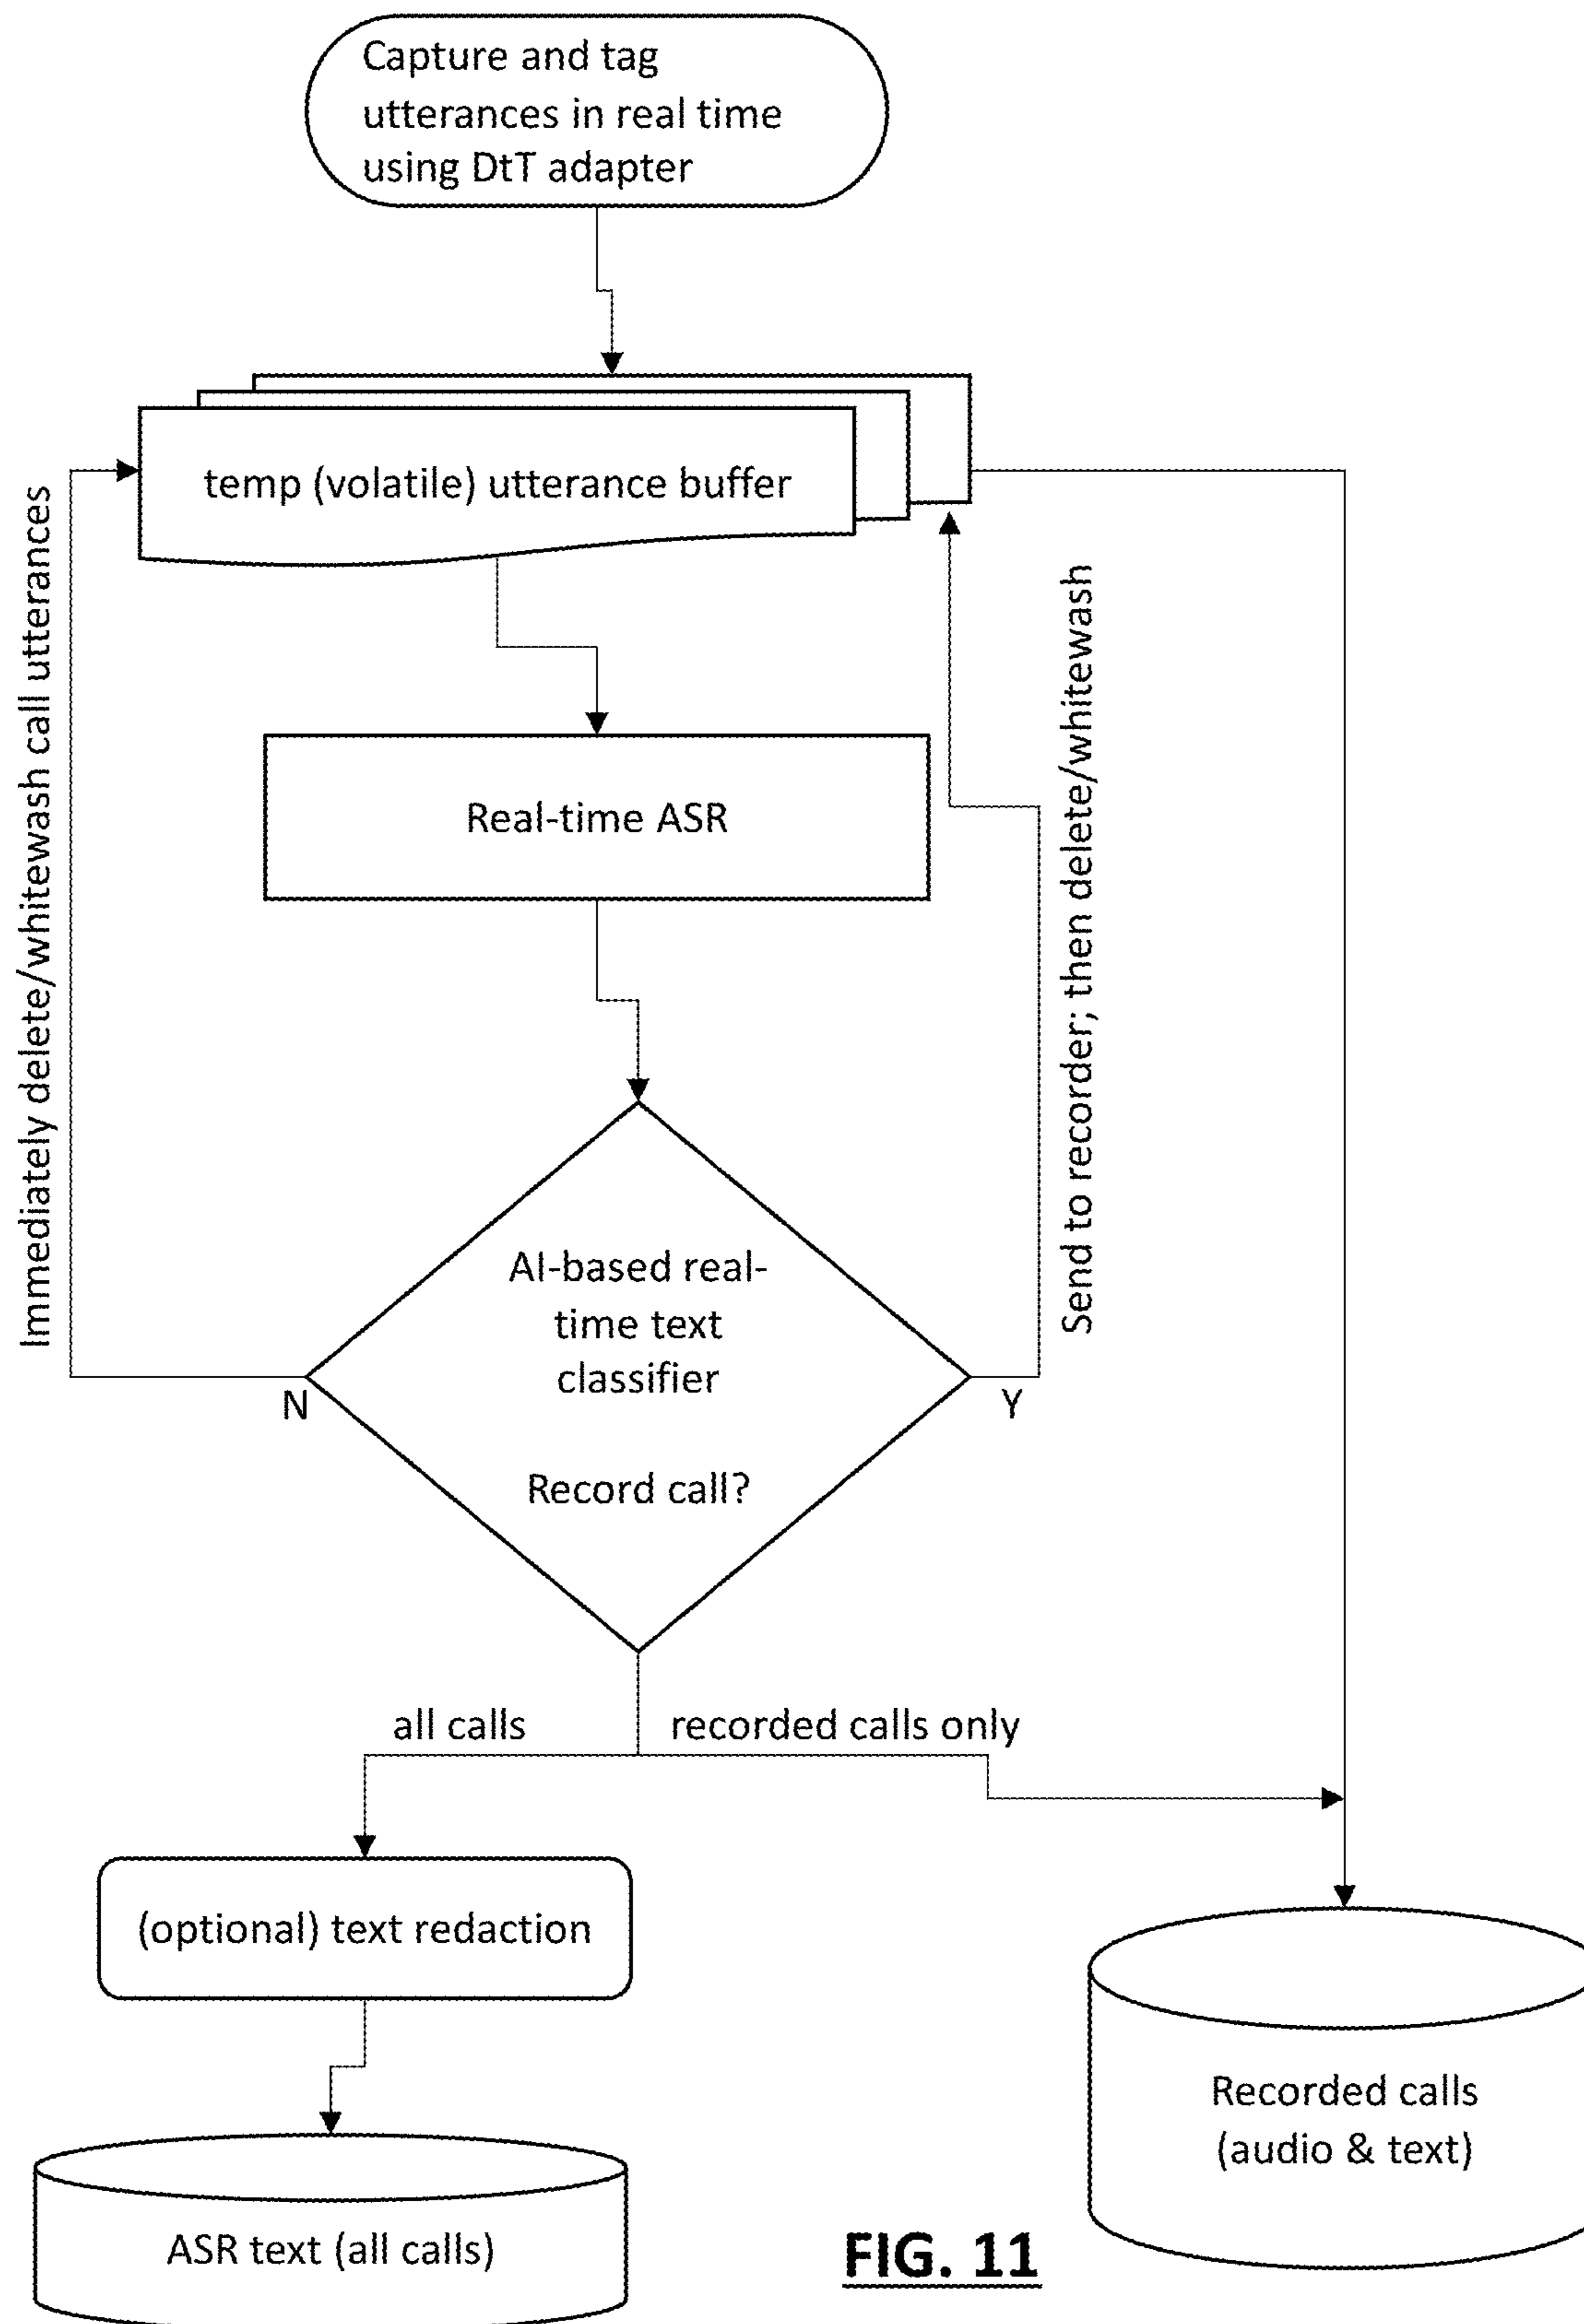 Capture and tag
utterances in real time
using DtT adapter
temp (volatile) utterance buffer
Immediately delete/whitewash call utterances
Send to recorder; then delete/whitewash
Real-time ASR
AI-based real-
time text
classifier
Record call?
N
Y
all calls
recorded calls only
(optional) text redaction
Recorded calls
(audio & text)
ASR text (all calls)
FIG. 11